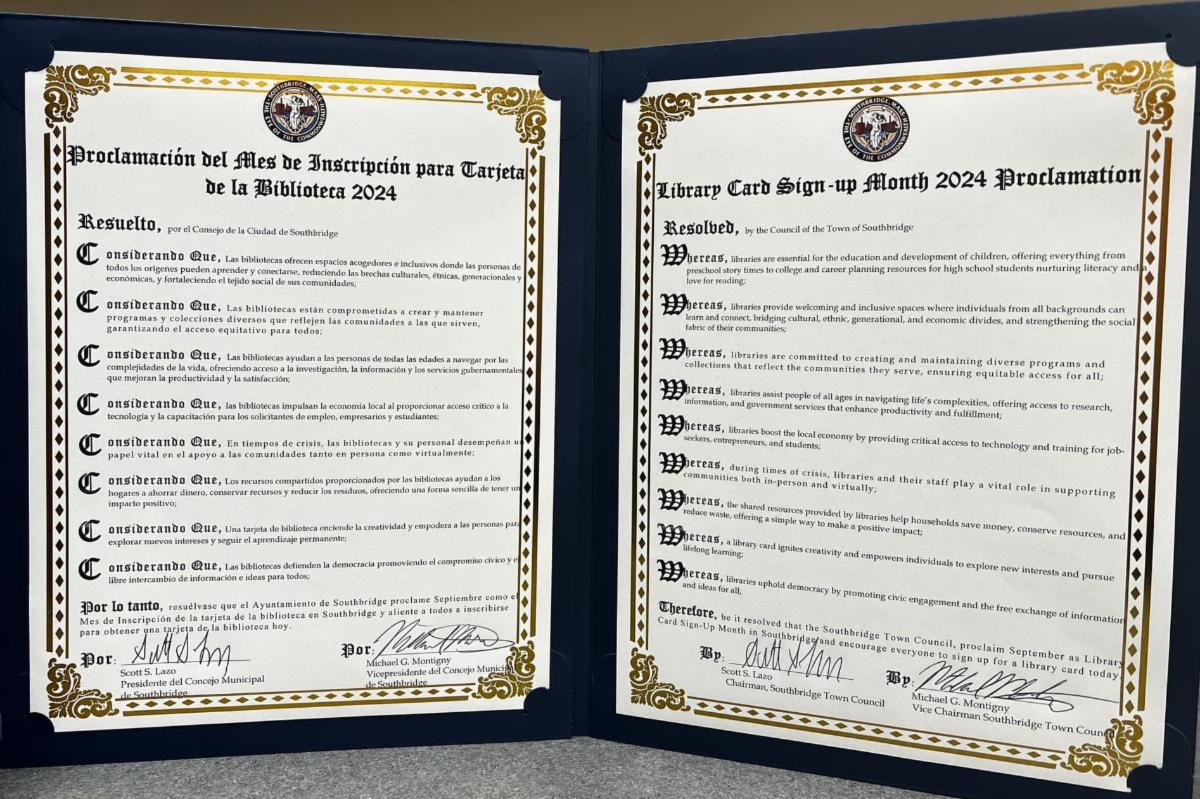 THE SOUTHBRIDGE, MASS.
EYE OF THE COMMONWEALTH
Proclamación del Mes de Inscripción para Tarjeta
de la Biblioteca 2024
Resuelto, por el Consejo de la Ciudad de Southbridge
Considerando Que, Las bibliotecas ofrecen espacios acogedores e inclusivos donde las personas de
todos los orígenes pueden aprender y conectarse, reduciendo las brechas culturales, étnicas, generacionales y
económicas, y fortaleciendo el tejido social de sus comunidades;
Considerando Que, Las bibliotecas están comprometidas a crear y mantener
programas y colecciones diversos que reflejen las comunidades a las que sirven,
garantizando el acceso equitativo para todos;
Considerando Que, Las bibliotecas ayudan a las personas de todas las edades a navegar por las
complejidades de la vida, ofreciendo acceso a la investigación, la información y los servicios gubernamentales
que mejoran la productividad y la satisfacción;
Considerando Que, las bibliotecas impulsan la economía local al proporcionar acceso crítico a la
tecnología y la capacitación para los solicitantes de empleo, empresarios y estudiantes;
Considerando Que, En tiempos de crisis, las bibliotecas y su personal desempeñan un
papel vital en el apoyo a las comunidades tanto en persona como virtualmente;
Considerando Que, Los recursos compartidos proporcionados por las bibliotecas ayudan a los
hogares a ahorrar dinero, conservar recursos y reducir los residuos, ofreciendo una forma sencilla de tener un
impacto positivo;
Considerando Que, Una tarjeta de biblioteca enciende la creatividad y empodera a las personas para
explorar nuevos intereses y seguir el aprendizaje permanente;
Considerando Que, Las bibliotecas defienden la democracia promoviendo el compromiso cívico y el
libre intercambio de información e ideas para todos;
Por lo tanto, resuélvase que el Ayuntamiento de Southbridge proclame Septiembre como el
Mes de Inscripción de la tarjeta de la biblioteca en Southbridge y aliente a todos a inscribirse
para obtener una tarjeta de la biblioteca hoy.
Por:
Scott S. Lazo
Presidente del Concejo Municipal
de Southbridge
Por:
Michael G. Montigny
Vicepresidente del Concejo Municipal
de Southbridge
THE SOUTHBRIDGE, MASS.
EYE OF THE COMMONWEALTH
Library Card Sign-up Month 2024 Proclamation
Resolved, by the Council of the Town of Southbridge
Whereas, libraries are essential for the education and development of children, offering everything from
preschool story times to college and career planning resources for high school students nurturing literacy and a
love for reading;
Whereas, libraries provide welcoming and inclusive spaces where individuals from all backgrounds can
learn and connect, bridging cultural, ethnic, generational, and economic divides, and strengthening the social
fabric of their communities;
Whereas, libraries are committed to creating and maintaining diverse programs and
collections that reflect the communities they serve, ensuring equitable access for all;
Whereas, libraries assist people of all ages in navigating life's complexities, offering access to research,
information, and government services that enhance productivity and fulfillment;
Whereas, libraries boost the local economy by providing critical access to technology and training for job-
seekers, entrepreneurs, and students;
Whereas, during times of crisis, libraries and their staff play a vital role in supporting
communities both in-person and virtually;
Whereas, the shared resources provided by libraries help households save money, conserve resources, and
reduce waste, offering a simple way to make a positive impact;
Whereas, a library card ignites creativity and empowers individuals to explore new interests and pursue
lifelong learning;
Whereas, libraries uphold democracy by promoting civic engagement and the free exchange of information
and ideas for all;
Therefore, be it resolved that the Southbridge Town Council, proclaim September as Library
Card Sign-Up Month in Southbridge and encourage everyone to sign up for a library card today.
By:
Scott S. Lazo
Chairman, Southbridge Town Council
By:
Michael G. Montigny
Vice Chairman Southbridge Town Council